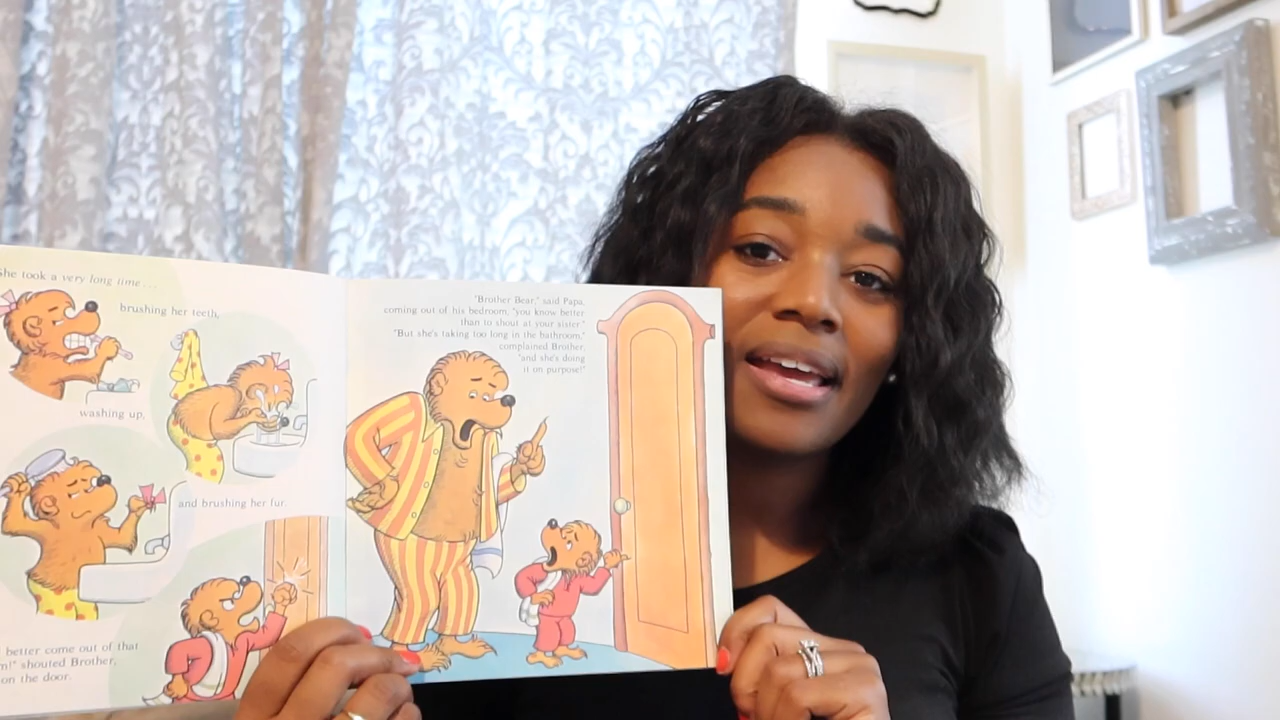 She took a very long time...
brushing her teeth,
washing up,
and brushing her fur.
better come out of that
shouted Brother,
on the door.
"Brother Bear," said Papa,
coming out of his bedroom, "you know better
than to shout at your sister."
"But she's taking too long in the bathroom,"
complained Brother,
"and she's doing
it on purpose!"